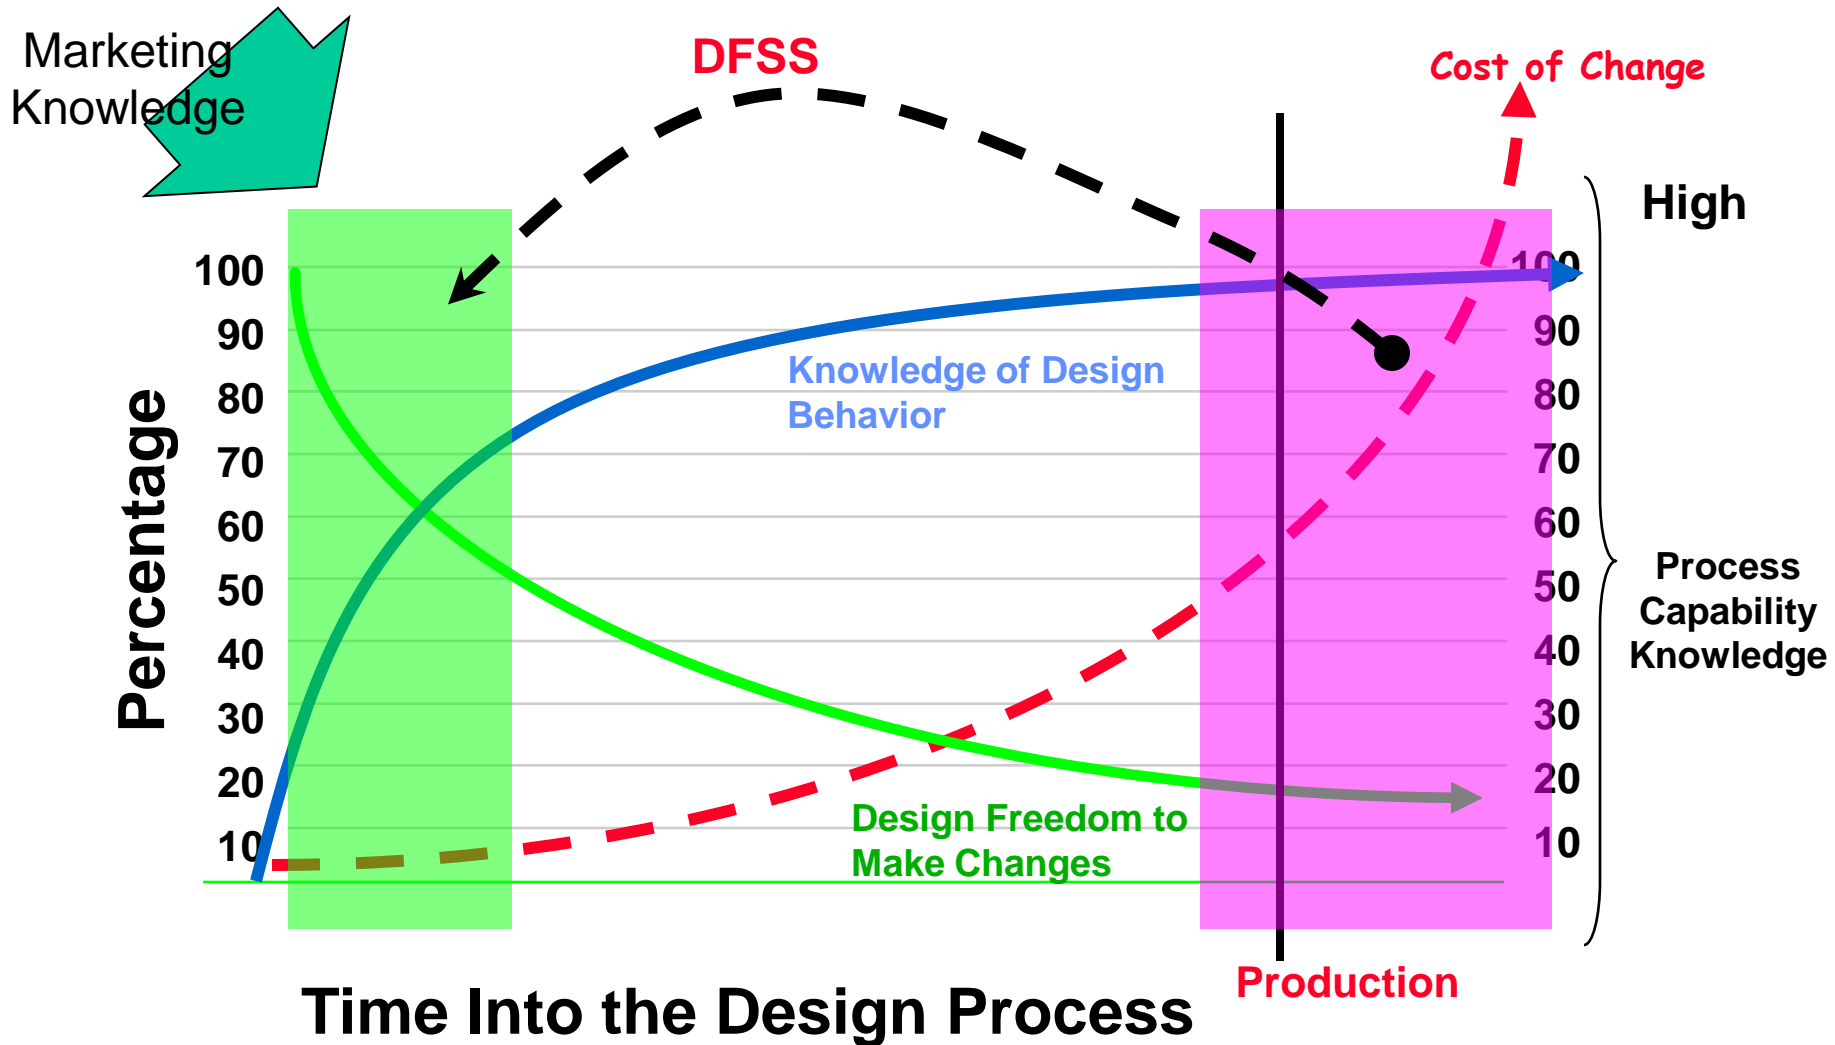 Marketing
Knowledge
DFSS
Cost of Change
High
100
90
80
70
60
50
40
30
20
10
Percentage
Knowledge of Design
Behavior
Design Freedom to
Make Changes
100
90
80
70
60
50
40
30
20
10
Process
Capability
Knowledge
Production
Time Into the Design Process